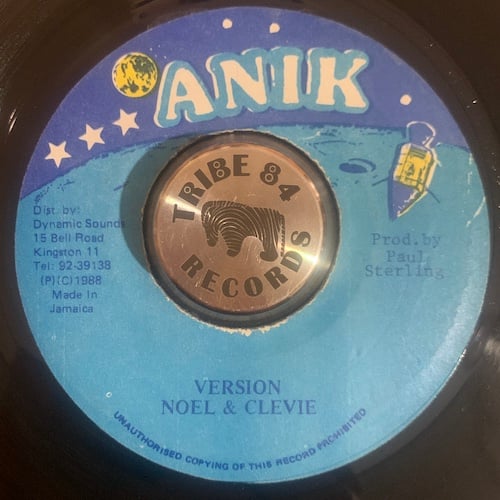 ANIK
TRIBE 84
RECORDS
Dist. by:
Dynamic Sounds
15 Bell Road
Kingston 11
Tel: 92-39138
(P)(C)1988
Made In
Jamaica
Prod.by
Paul
Sterling
VERSION
NOEL & CLEVIE
UNAUTHORISED COPYING OF THIS RECORD PROHIBITED